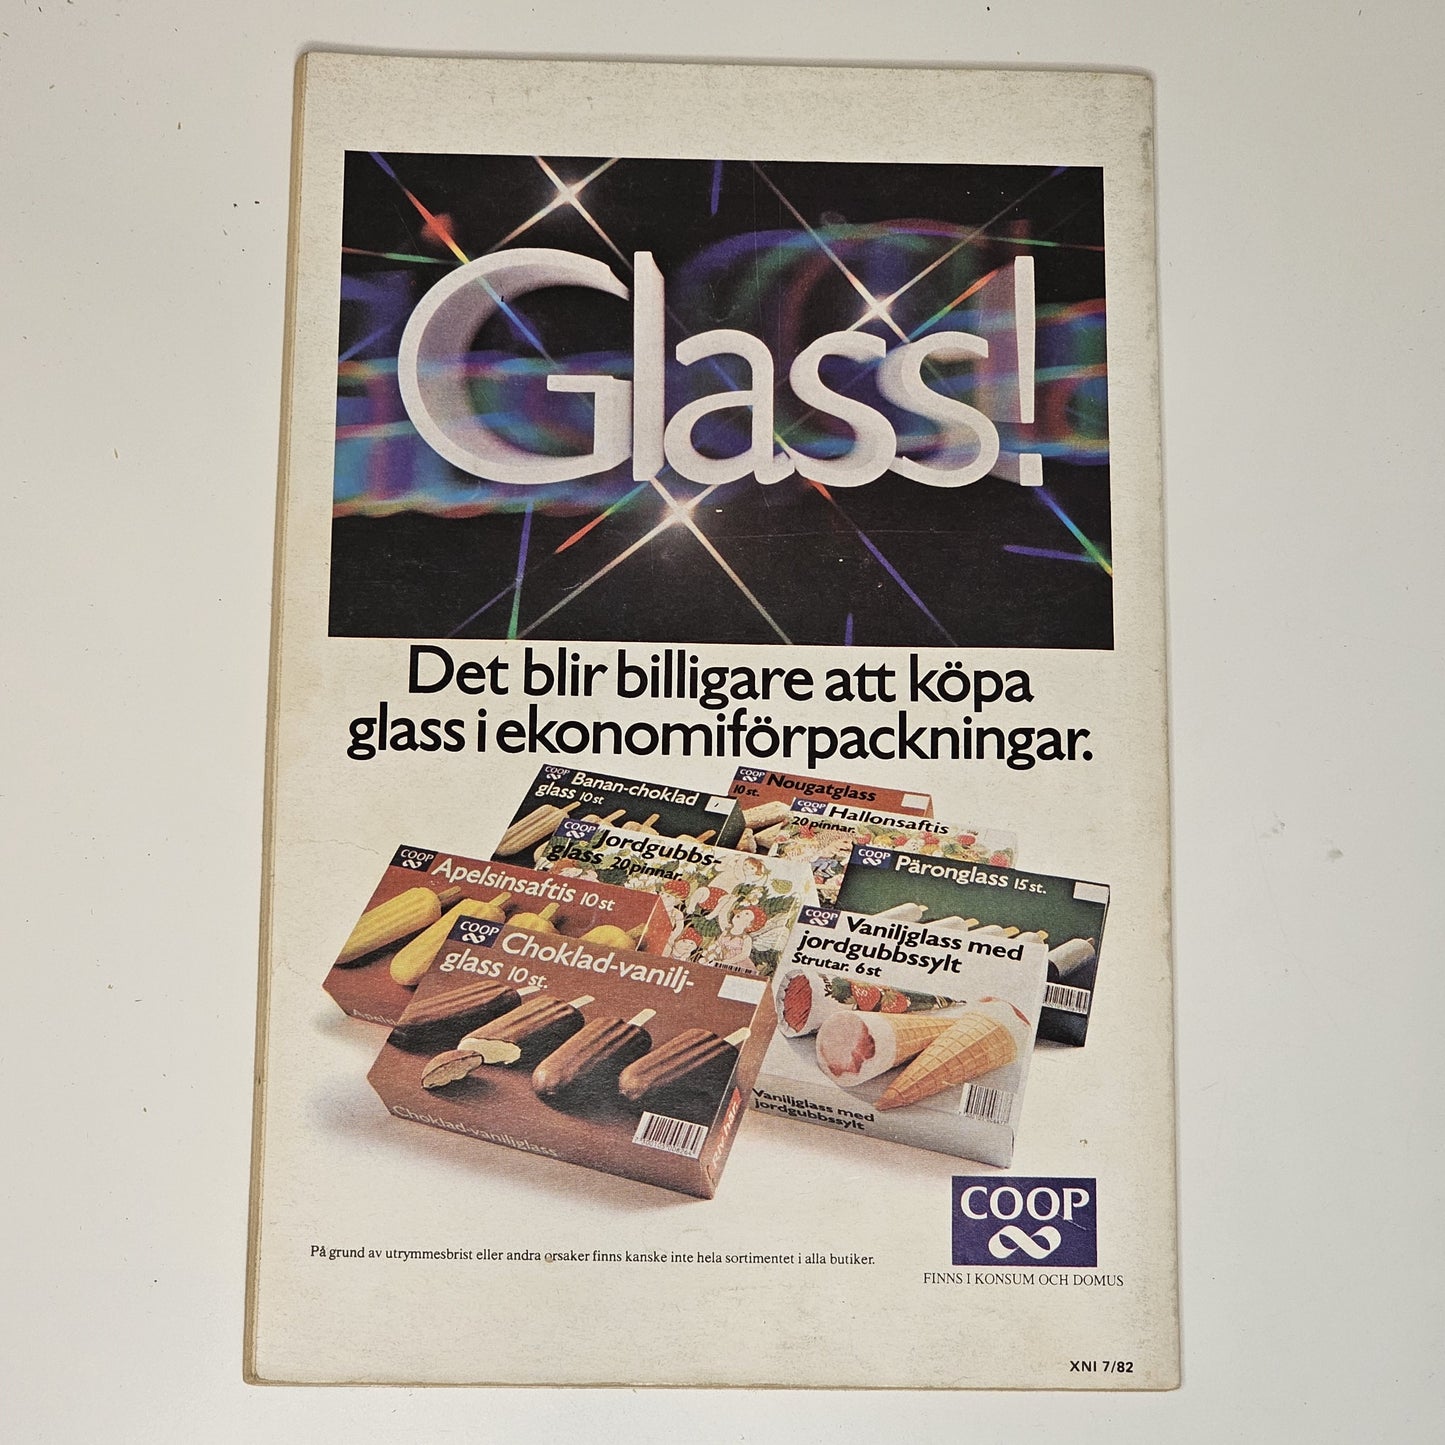 Glass!
Det blir billigare att köpa
glass i ekonomiförpackningar.
COOP
Banan-choklad
glass 10 st
COOP
Nougatglass
10 st.
COOP
Hallonsaftis
20 pinnar.
COOP
Jordgubbs-
glass 20 pinnar.
COOP
Päronglass 15 st.
COOP
Apelsinsaftis 10 st
COOP
Vaniljglass med
jordgubbssylt
Strutar. 6 st
COOP
Choklad-vanilj-
glass 10 st.
Vaniljglass med
jordgubbssylt
Choklad-vaniljglass
COOP
På grund av utrymmesbrist eller andra orsaker finns kanske inte hela sortimentet i alla butiker.
FINNS I KONSUM OCH DOMUS
XNI 7/82